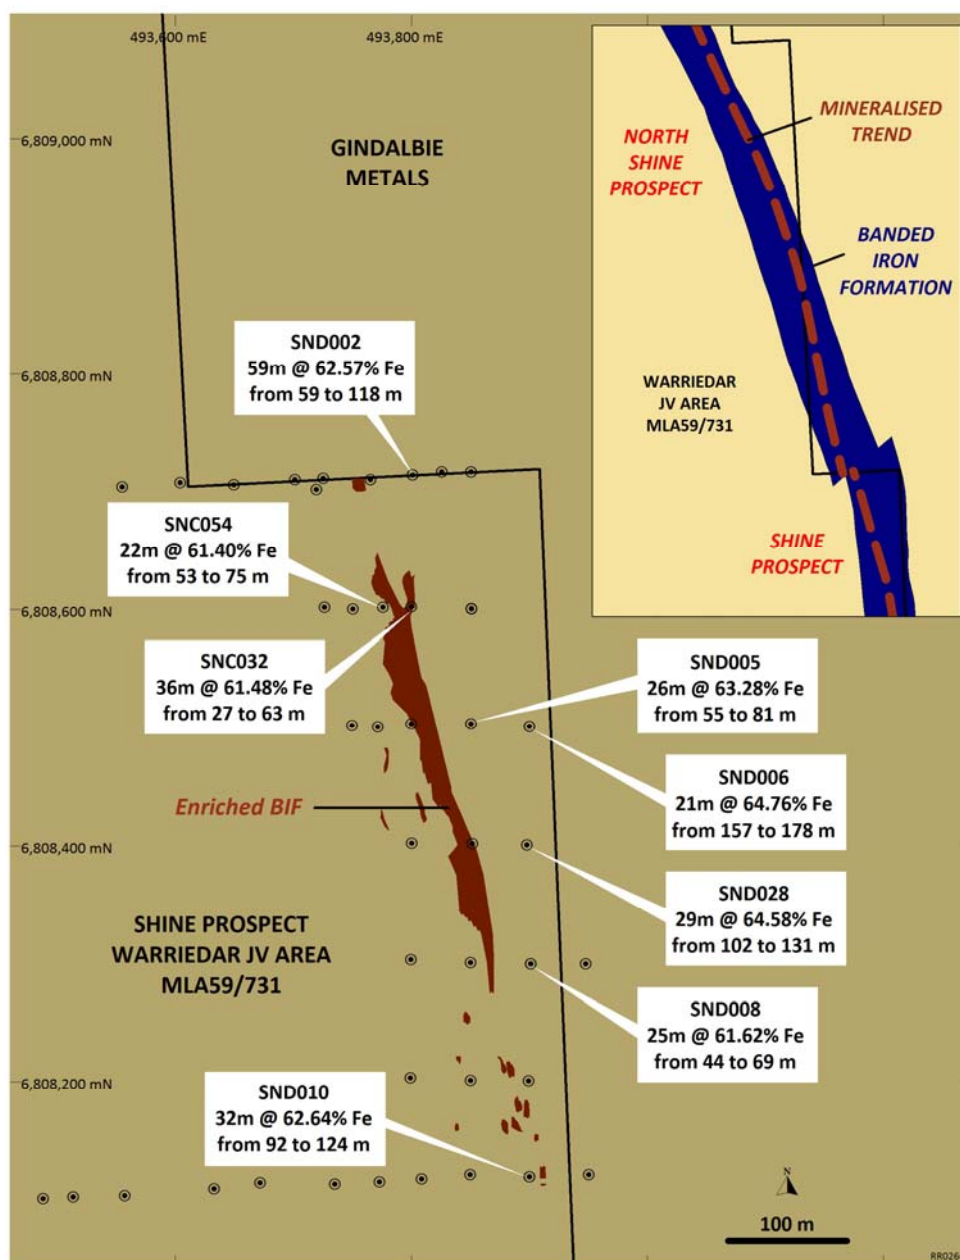 493,600 mE
493,800 mE
6,809,000 mN
GINDALBIE
METALS
NORTH
SHINE
PROSPECT
MINERALISED
TREND
BANDED
IRON
FORMATION
WARRIEDAR
JV AREA
MLA59/731
SHINE
PROSPECT
6,808,800 mN
SND002
59m @ 62.57% Fe
from 59 to 118 m
SNC054
22m @ 61.40% Fe
from 53 to 75 m
6,808,600 mN
SNC032
36m @ 61.48% Fe
from 27 to 63 m
SND005
26m @ 63.28% Fe
from 55 to 81 m
SND006
21m @ 64.76% Fe
from 157 to 178 m
Enriched BIF
6,808,400 mN
SND028
29m @ 64.58% Fe
from 102 to 131 m
SHINE PROSPECT
WARRIEDAR JV AREA
MLA59/731
SND008
25m @ 61.62% Fe
from 44 to 69 m
6,808,200 mN
SND010
32m @ 62.64% Fe
from 92 to 124 m
N
100 m